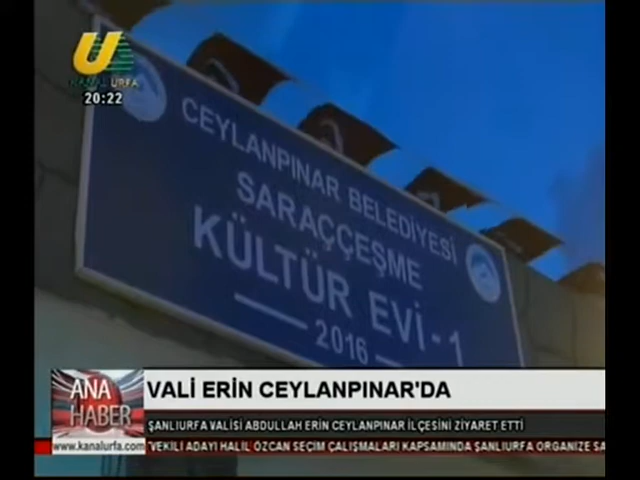 U
KANAL URFA
20:22
CEYLANPINAR BELEDİYESİ
SARAÇÇEŞME
KÜLTÜR EVİ - 1
2016
ANA
HABER
www.kanalurfa.com
VALİ ERİN CEYLANPINAR'DA
ŞANLIURFA VALİSİ ABDULLAH ERİN CEYLANPINAR İLÇESİNİ ZİYARET ETTİ
VEKİLİ ADAYI HALİL ÖZCAN SEÇİM ÇALIŞMALARI KAPSAMINDA ŞANLIURFA ORGANİZE SA